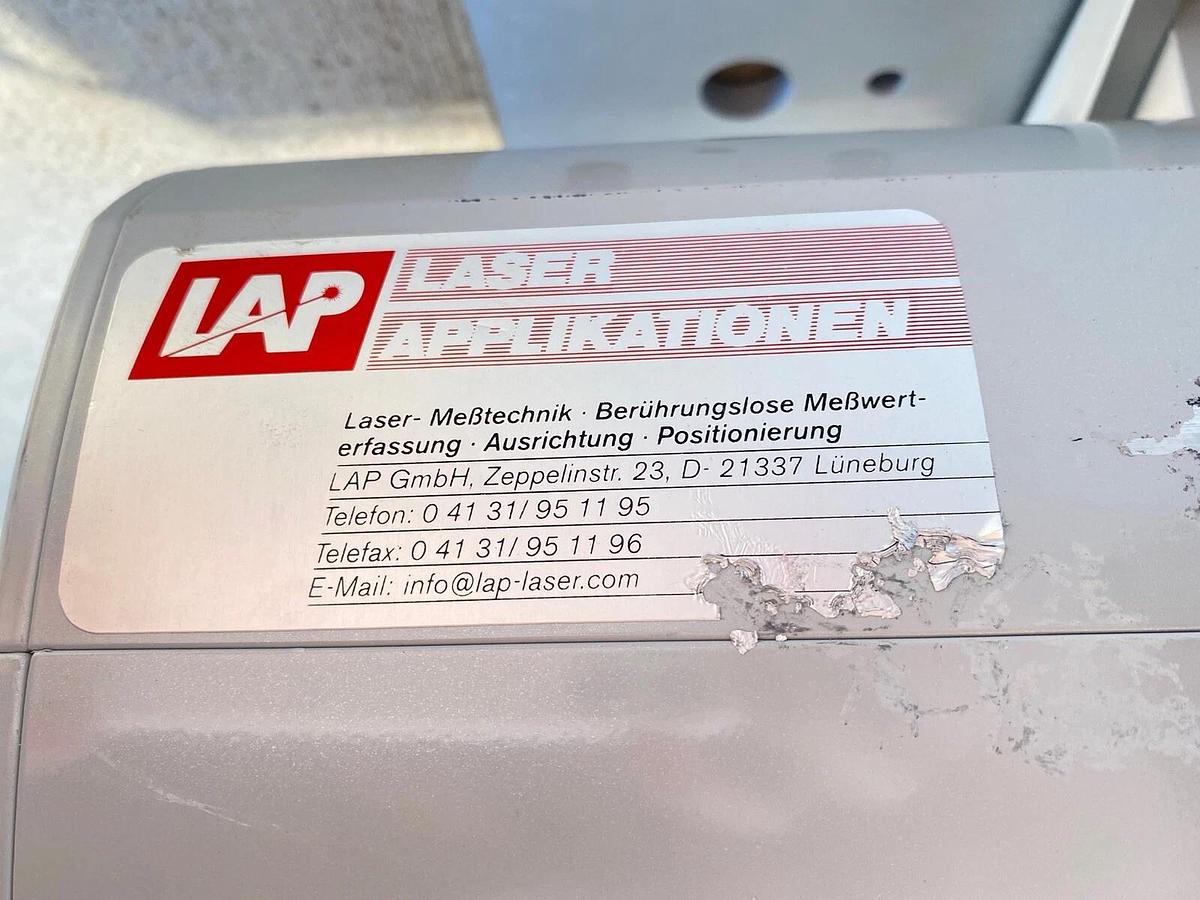 LAP LASER
APPLIKATIONEN
Laser- Meßtechnik · Berührungslose Meßwert-
erfassung · Ausrichtung · Positionierung
LAP GmbH, Zeppelinstr. 23, D- 21337 Lüneburg
Telefon: 0 41 31/ 95 11 95
Telefax: 0 41 31/ 95 11 96
E-Mail: info@lap-laser.com